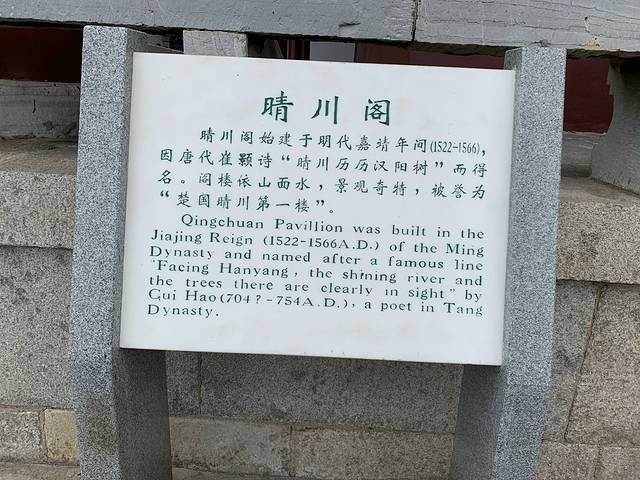 晴川阁
晴川阁始建于明代嘉靖年间(1522-1566),
因唐代崔颢诗“晴川历历汉阳树”而得
名。阁楼依山面水，景观奇特，被誉为
“楚国晴川第一楼”。
Qingchuan Pavillion was built in the
Jiajing Reign (1522-1566A.D.) of the Ming
Dynasty and named after a famous line
"Facing Hanyang, the shining river and
the trees there are clearly in sight" by
Cui Hao(704?-754A.D.), a poet in Tang
Dynasty.